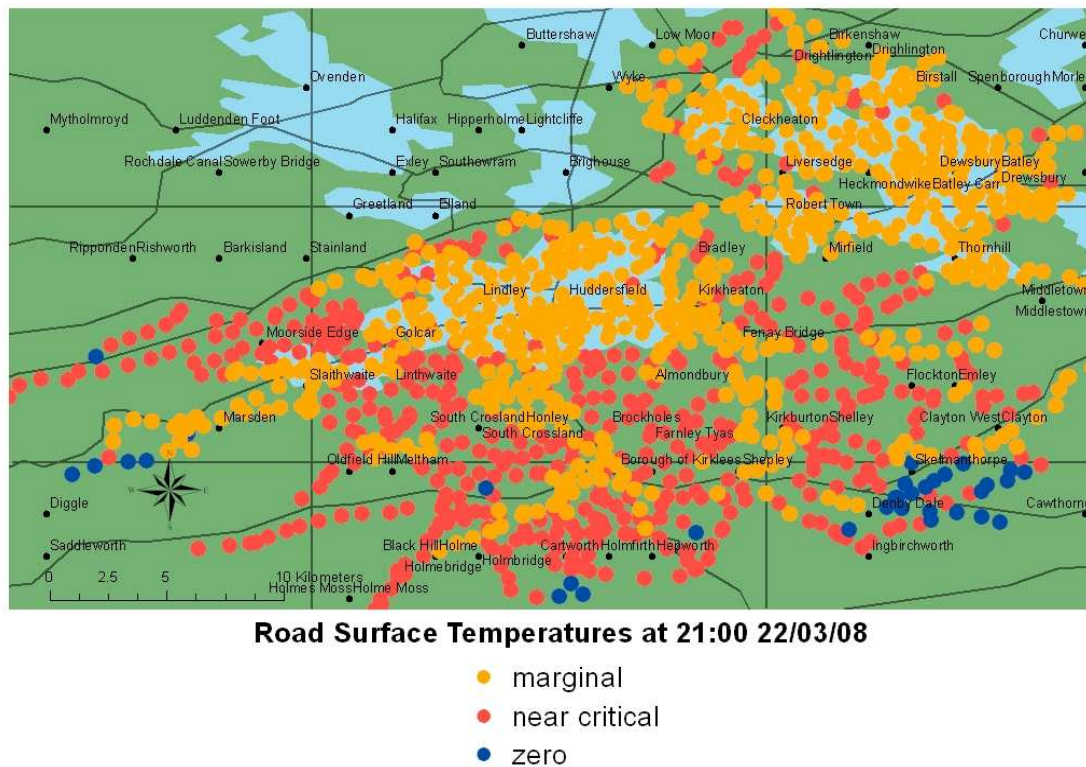 Buttershaw Low Moor Birkenshaw Churwe
Drighlington
Drightlington
Ovenden Wyke Birstall Spenborough Morle
Mytholmroyd Luddenden Foot Halifax Hipperholme Lightcliffe Cleckheaton
Rochdale Canal Sowerby Bridge Exley Southowram Brighouse Liversedge Dewsbury Batley
Heckmondwike Batley Carr Drewsbury
Greetland Elland Robert Town
Ripponden Rishworth Barkisland Stainland Bradley Mirfield Thornhill
Lindley Huddersfield Kirkheaton Middletown
Middlestown
Moorside Edge Golcar Fenay Bridge
Slaithwaite Linthwaite Almondbury Flockton Emley
Marsden South Crosland Honley Brockholes Kirkburton Shelley Clayton West Clayton
South Crossland Farnley Tyas
N
Oldfield Hill Meltham Borough of Kirklees Shepley Skelmanthorpe
W E
Diggle Denby Dale Cawthorne
S
Saddleworth Black Hill Holme Cartworth Holmfirth Hepworth Ingbirchworth
Holmebridge Holmbridge
0 2.5 5 10 Kilometers
Holmes Moss Holme Moss
Road Surface Temperatures at 21:00 22/03/08
marginal
near critical
zero